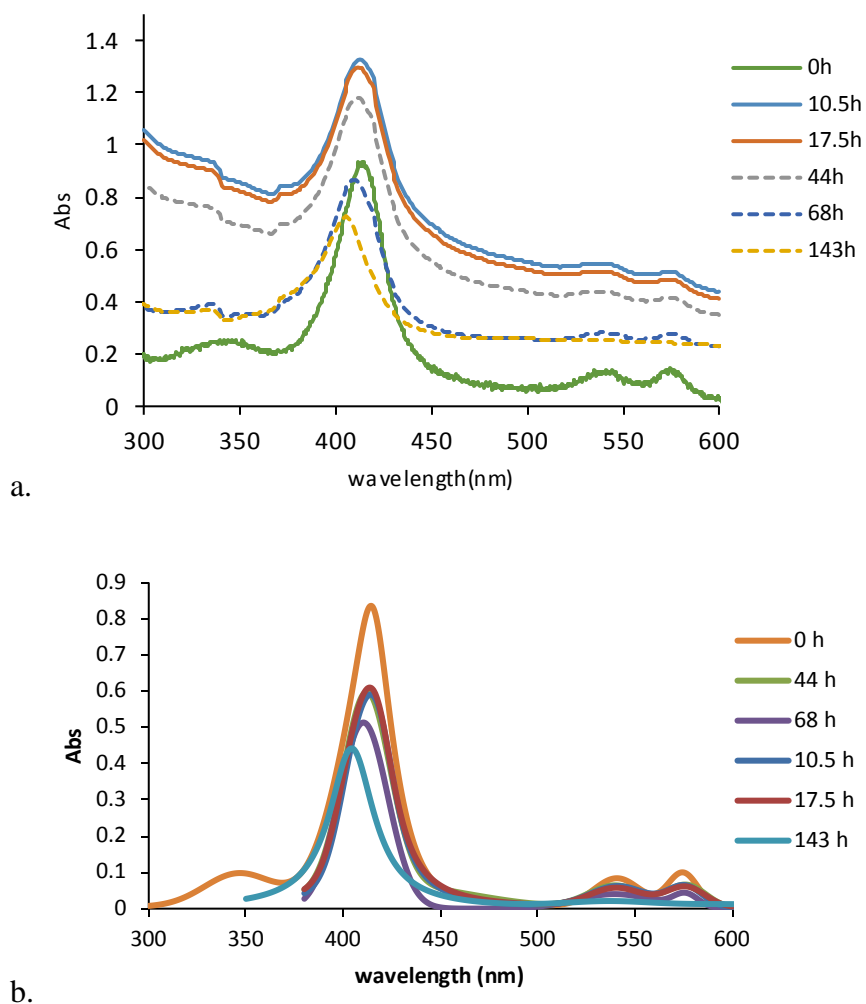 1.4
1.2
1
0.8
0.6
0.4
0.2
0
Abs
300 350 400 450 500 550 600
wavelength(nm)
0h
10.5h
17.5h
44h
68h
143h
a.
0.9
0.8
0.7
0.6
0.5
0.4
0.3
0.2
0.1
0
Abs
300 350 400 450 500 550 600
wavelength (nm)
0 h
44 h
68 h
10.5 h
17.5 h
143 h
b.